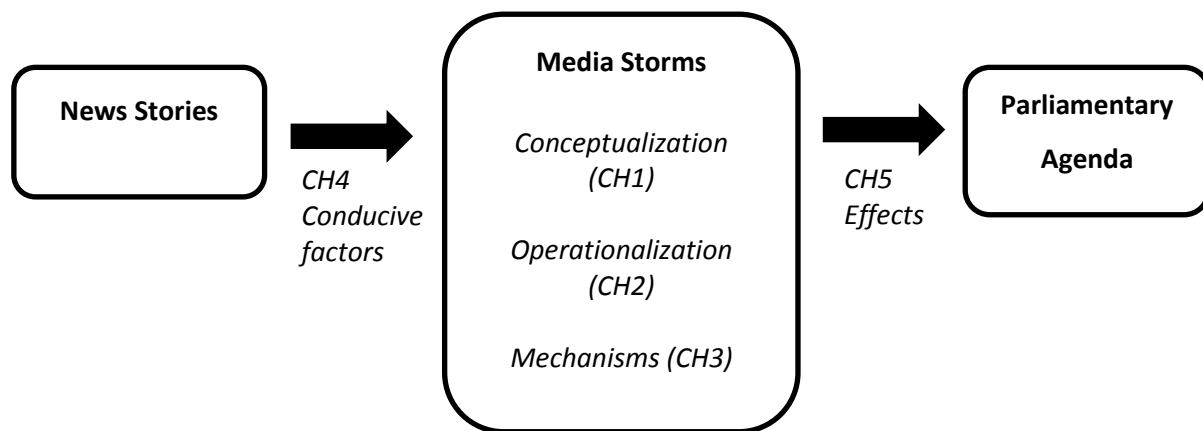 News Stories
CH4
Conducive
factors
Media Storms
Conceptualization
(CH1)
Operationalization
(CH2)
Mechanisms (CH3)
CH5
Effects
Parliamentary
Agenda